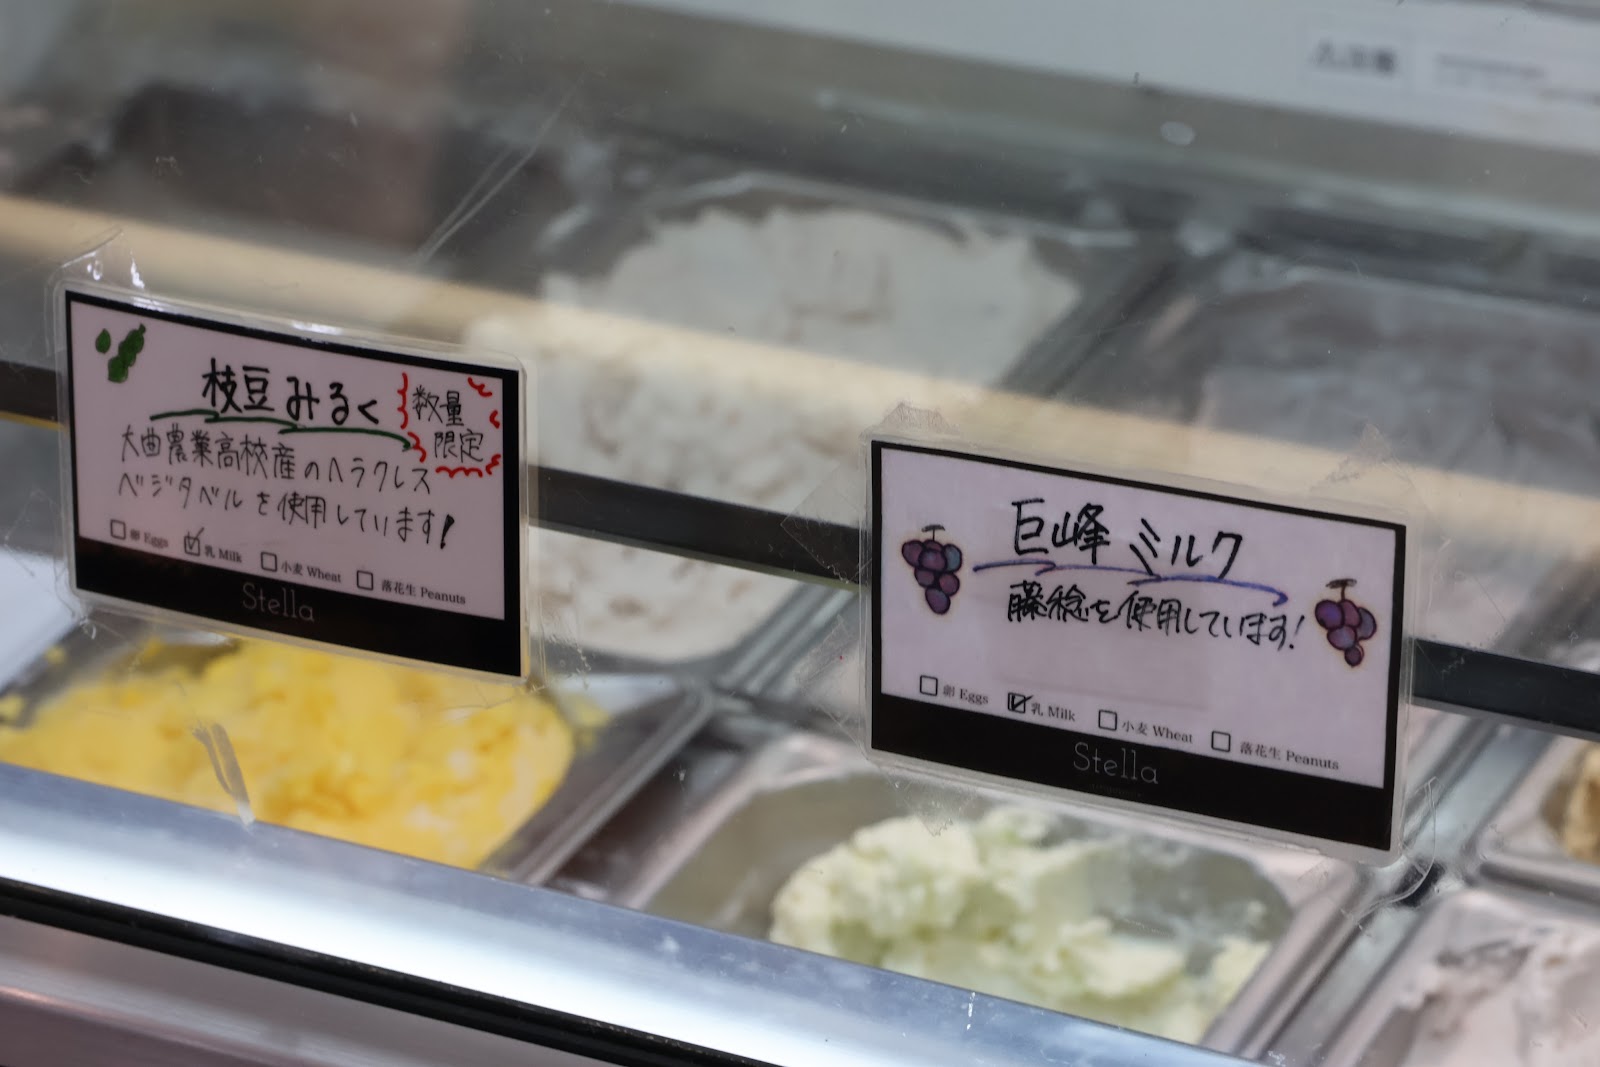 枝豆みるく
数量
限定
大曲農業高校産のヘラクレス
ベジタベルを使用しています!
卵 Eggs
乳 Milk
小麦 Wheat
落花生 Peanuts
Stella
巨峰ミルク
藤稔を使用しています!
卵 Eggs
乳 Milk
小麦 Wheat
落花生 Peanuts
Stella